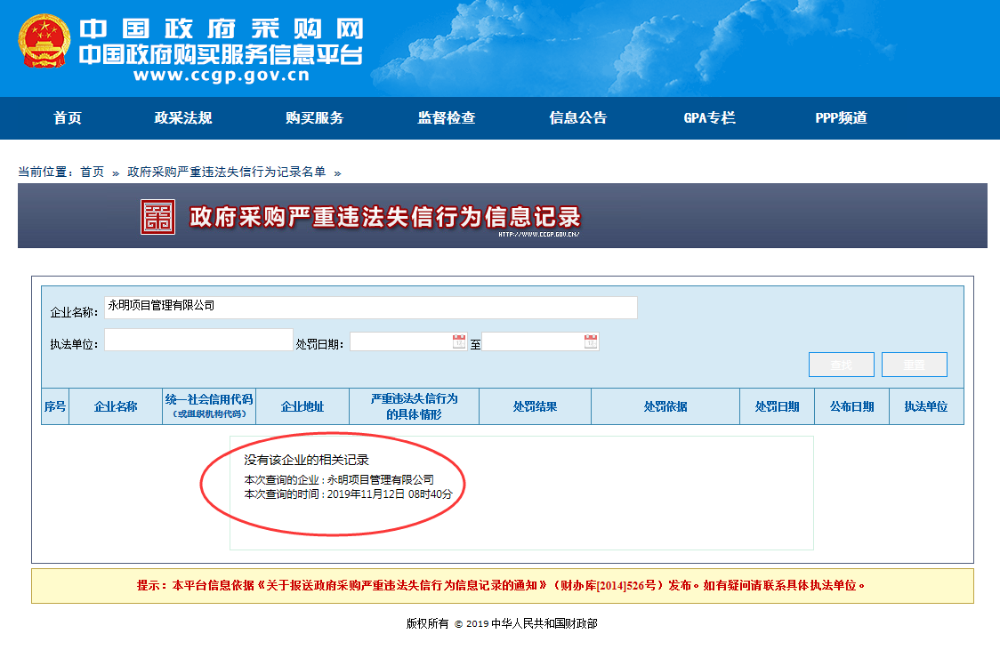 中国政府采购网
中国政府购买服务信息平台
www.ccgp.gov.cn
首页 政采法规 购买服务 监督检查 信息公告 GPA专栏 PPP频道
当前位置：首页 » 政府采购严重违法失信行为记录名单 »
政府采购严重违法失信行为信息记录
HTTP://WWW.CCGP.GOV.CN/
企业名称： 永明项目管理有限公司
执法单位： 处罚日期： 至
查找 重置
序号 企业名称 统一社会信用代码（或组织机构代码） 企业地址 严重违法失信行为的具体情形 处罚结果 处罚依据 处罚日期 公布日期 执法单位
没有该企业的相关记录
本次查询的企业 : 永明项目管理有限公司
本次查询的时间 : 2019年11月12日 08时40分
提示：本平台信息依据《关于报送政府采购严重违法失信行为信息记录的通知》（财办库[2014]526号）发布。如有疑问请联系具体执法单位。
版权所有 © 2019 中华人民共和国财政部